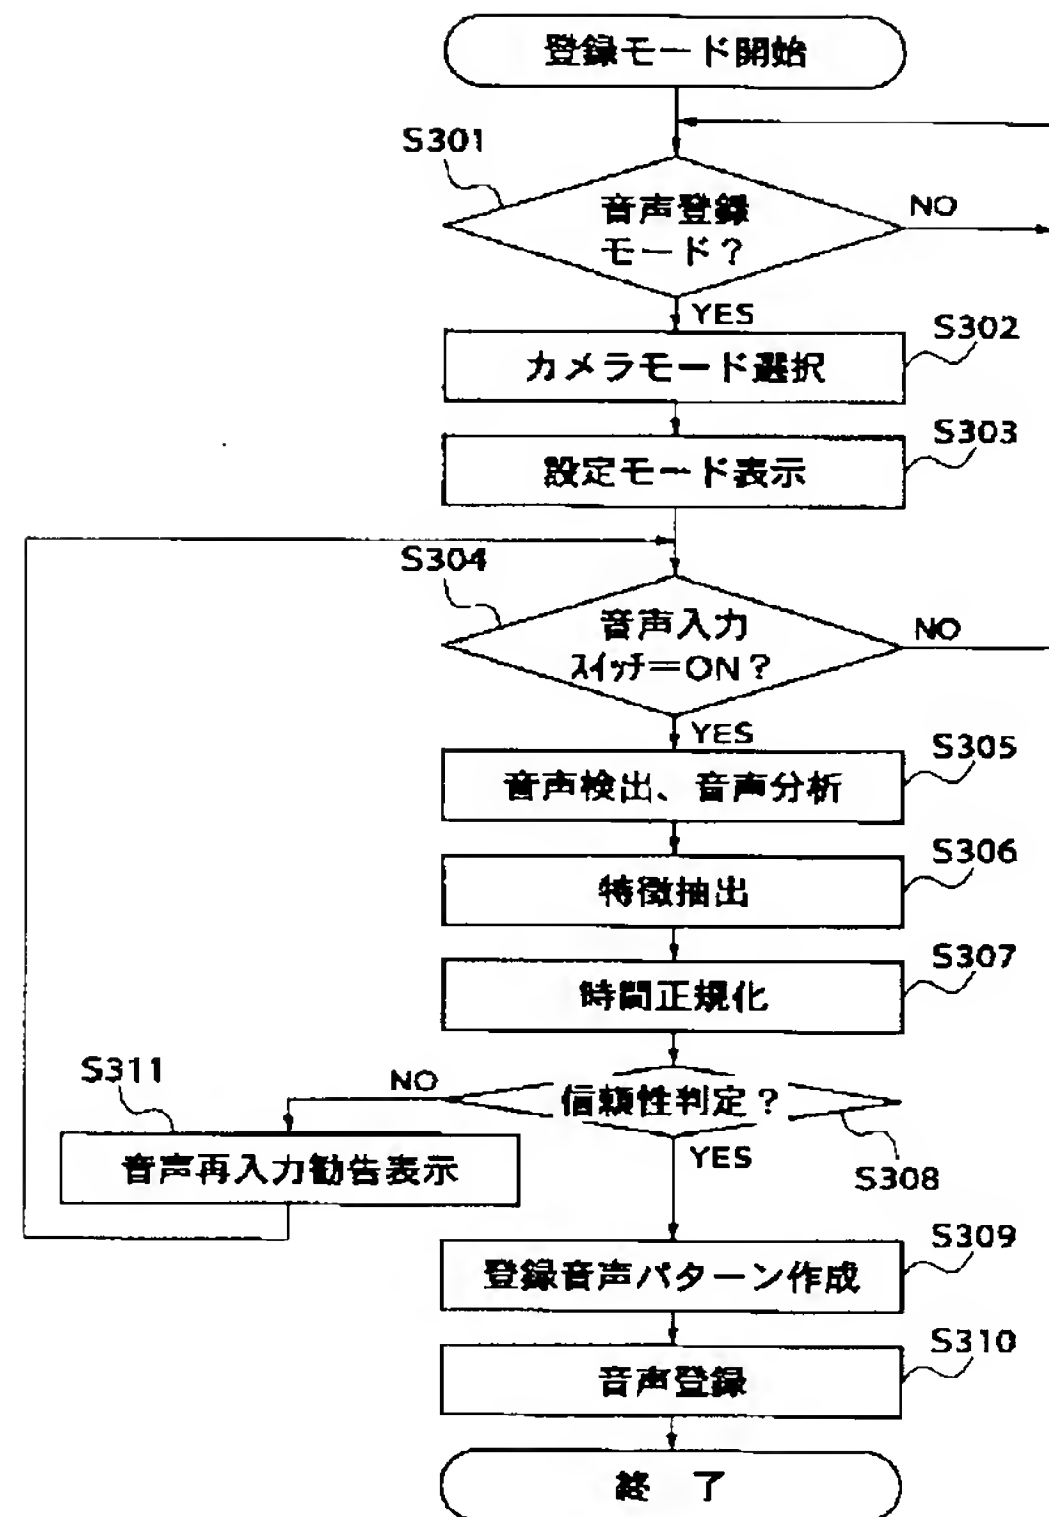 登録モード開始
S301
音声登録
モード？
NO
YES
S302
カメラモード選択
S303
設定モード表示
S304
音声入力
ｽｲｯﾁ＝ON？
NO
YES
S305
音声検出、音声分析
S306
特徴抽出
S307
時間正規化
S311
NO
信頼性判定？
YES
S308
音声再入力勧告表示
S309
登録音声パターン作成
S310
音声登録
終　了